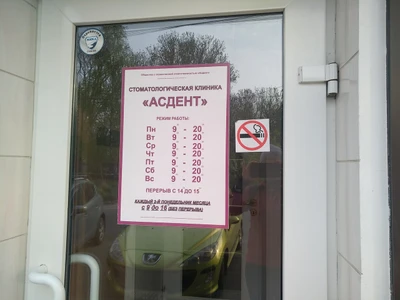 СТОМАТОЛОГИЧЕСКАЯ КЛИНИКА
«АСДЕНТ»
РЕЖИМ РАБОТЫ:
Пн 9 - 20
Вт 9 - 20
Ср 9 - 20
Чт 9 - 20
Пт 9 - 20
Сб 9 - 20
Вс 9 - 20
ПЕРЕРЫВ С 14 ДО 15
КАЖДЫЙ ПОНЕДЕЛЬНИК МЕСЯЦА
с 9 до 16 (БЕЗ ПЕРЕРЫВА)